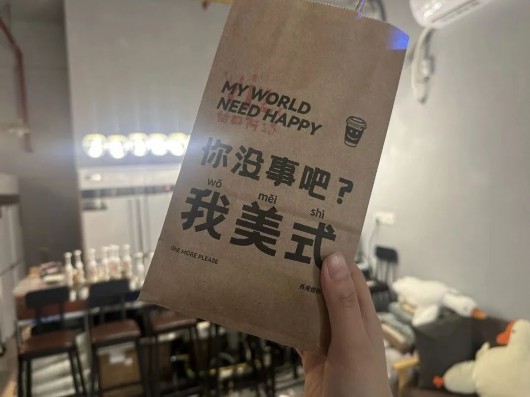 MY WORLD
NEED HAPPY
你没事吧？
wǒ měi shì
我美式
ONE MORE PLEASE